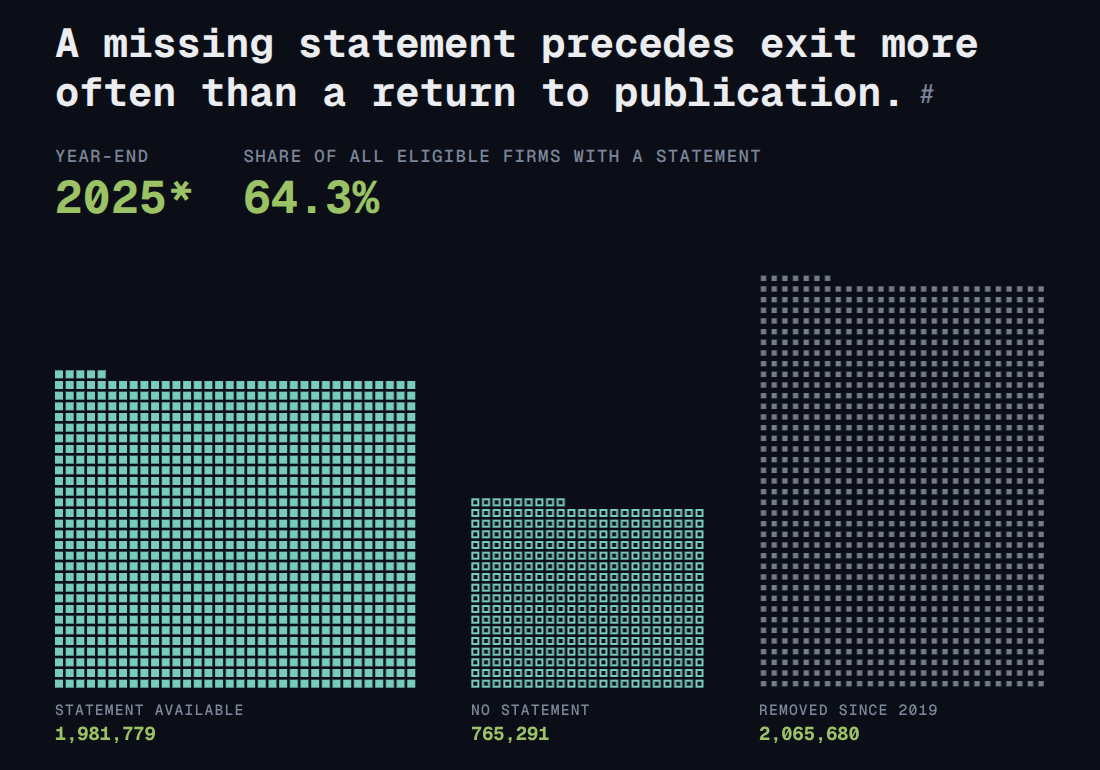 A missing statement precedes exit more
often than a return to publication. #
YEAR-END
2025*
SHARE OF ALL ELIGIBLE FIRMS WITH A STATEMENT
64.3%
STATEMENT AVAILABLE
1,981,779
NO STATEMENT
765,291
REMOVED SINCE 2019
2,065,680